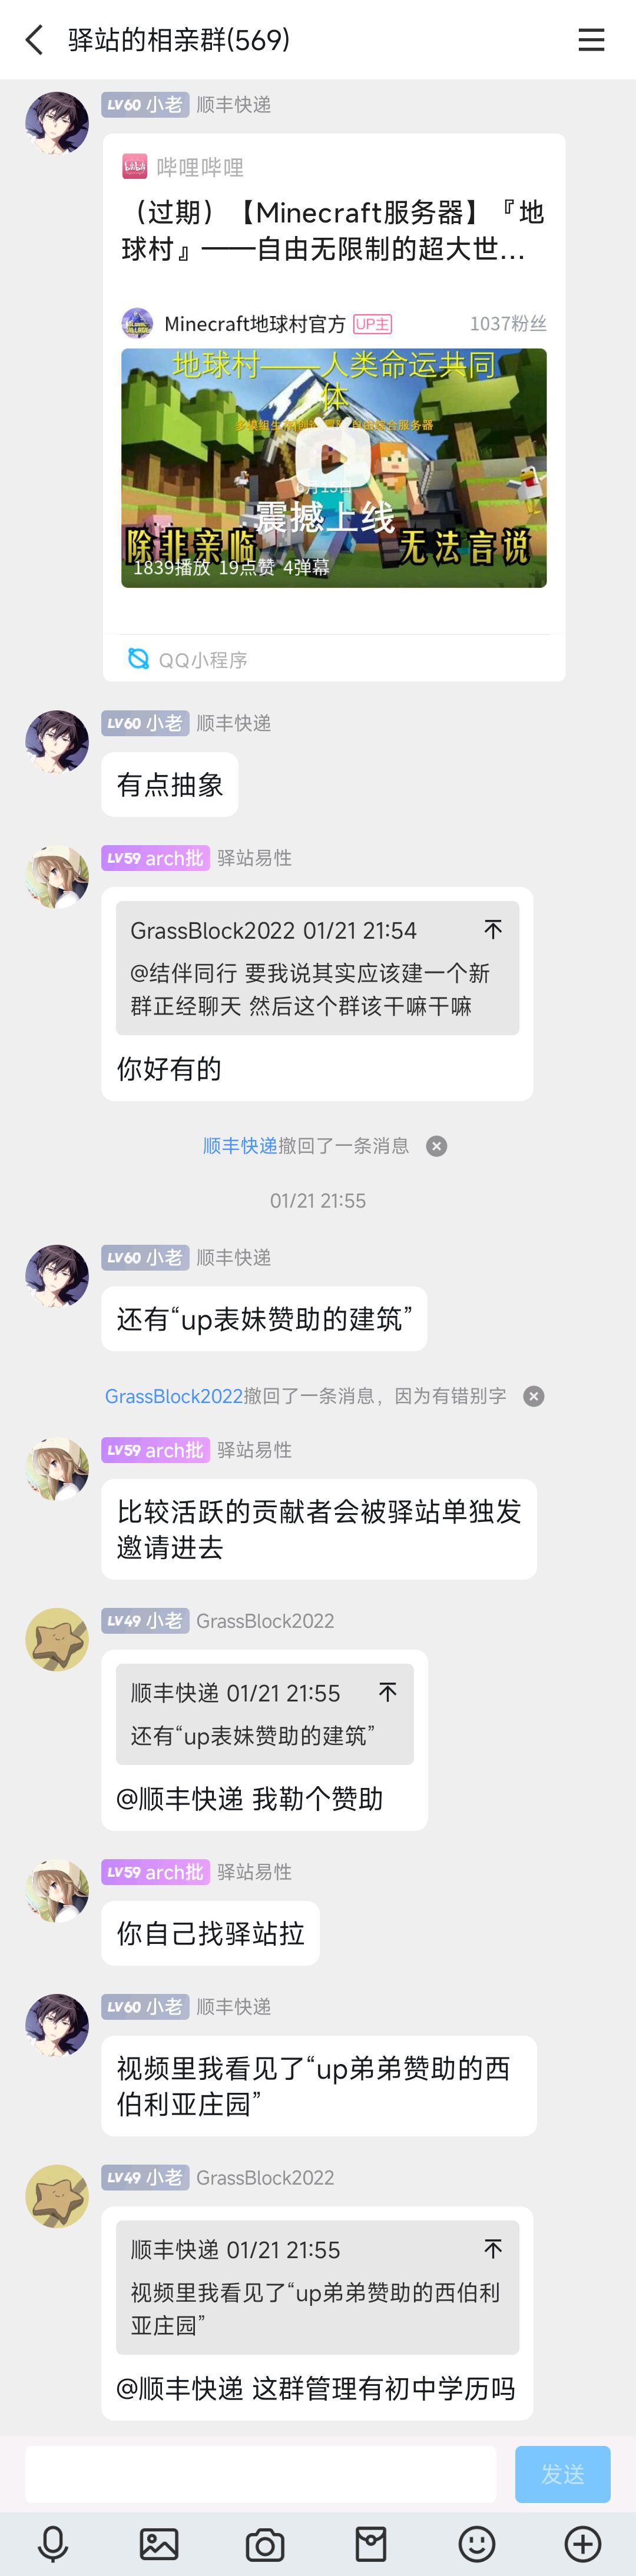 驿站的相亲群(569)
LV60 小老 顺丰快递
bilibili 哔哩哔哩
（过期）【Minecraft服务器】『地
球村』——自由无限制的超大世...
Minecraft地球村官方 UP主 1037粉丝
地球村——人类命运共同
体
6月15日
震撼上线
除非亲临 无法言说
1839播放 19点赞 4弹幕
QQ小程序
LV60 小老 顺丰快递
有点抽象
LV59 arch批 驿站易性
GrassBlock2022 01/21 21:54
@结伴同行 要我说其实应该建一个新
群正经聊天 然后这个群该干嘛干嘛
你好有的
顺丰快递撤回了一条消息
01/21 21:55
LV60 小老 顺丰快递
还有“up表妹赞助的建筑”
GrassBlock2022撤回了一条消息，因为有错别字
LV59 arch批 驿站易性
比较活跃的贡献者会被驿站单独发
邀请进去
LV49 小老 GrassBlock2022
顺丰快递 01/21 21:55
还有“up表妹赞助的建筑”
@顺丰快递 我勒个赞助
LV59 arch批 驿站易性
你自己找驿站拉
LV60 小老 顺丰快递
视频里我看见了“up弟弟赞助的西
伯利亚庄园”
LV49 小老 GrassBlock2022
顺丰快递 01/21 21:55
视频里我看见了“up弟弟赞助的西伯利
亚庄园”
@顺丰快递 这群管理有初中学历吗
发送